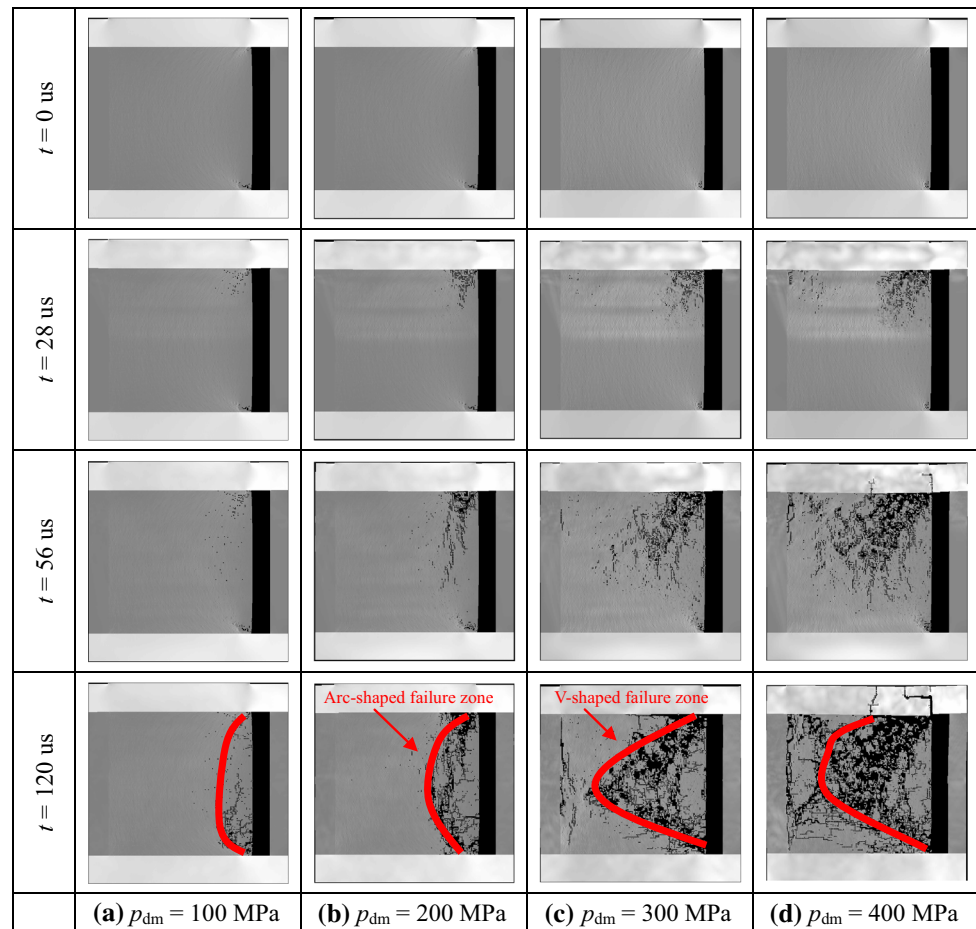 t = 0 us
t = 28 us
t = 56 us
t = 120 us
Arc-shaped failure zone
V-shaped failure zone
(a) pdm = 100 MPa
(b) pdm = 200 MPa
(c) pdm = 300 MPa
(d) pdm = 400 MPa